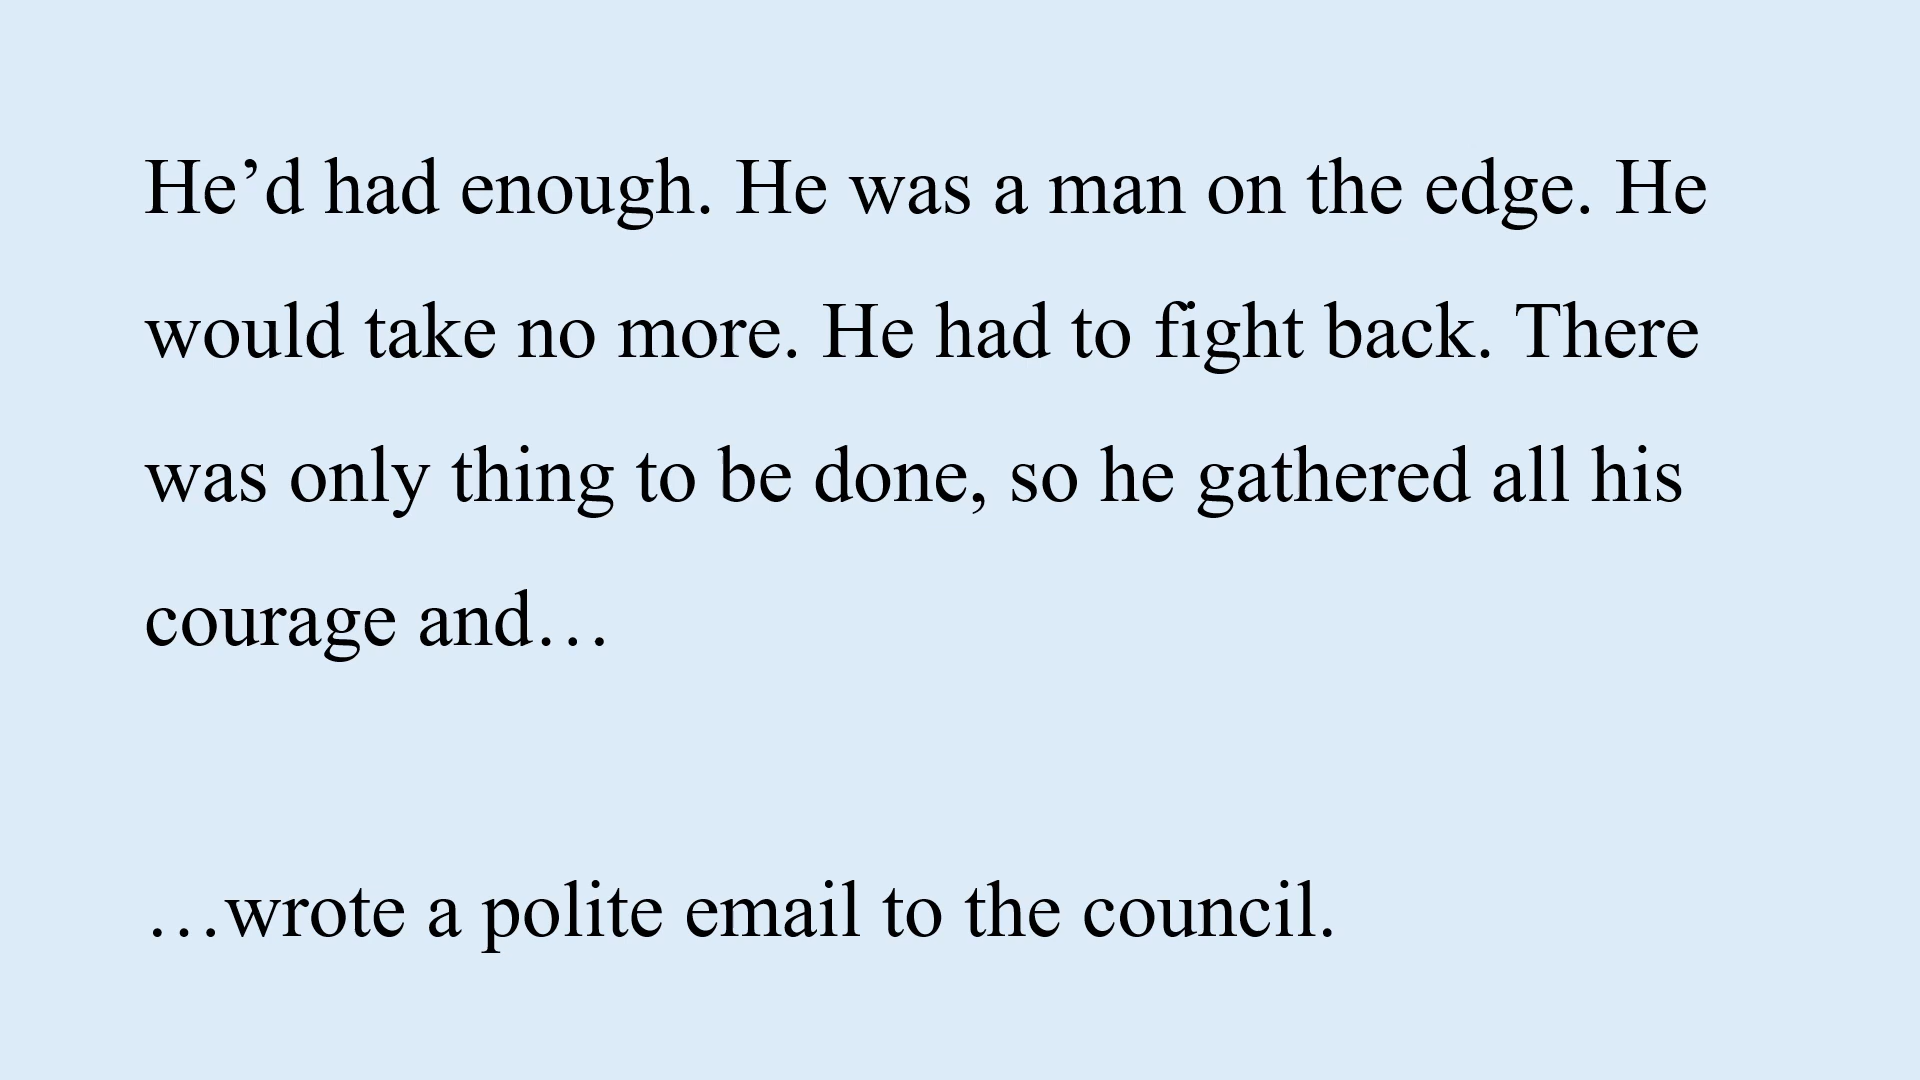 He’d had enough. He was a man on the edge. He
would take no more. He had to fight back. There
was only thing to be done, so he gathered all his
courage and…
…wrote a polite email to the council.